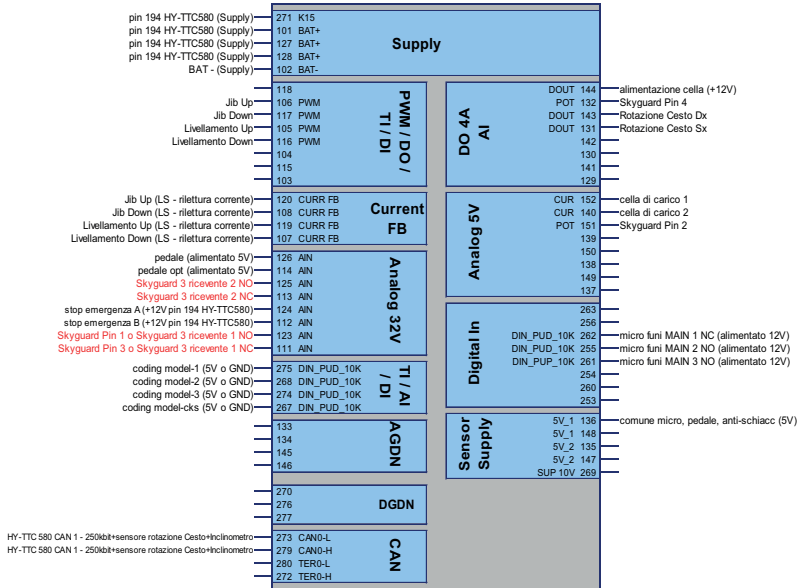 pin 194 HY-TTC580 (Supply) 271 K15
pin 194 HY-TTC580 (Supply) 101 BAT+
pin 194 HY-TTC580 (Supply) 127 BAT+
pin 194 HY-TTC580 (Supply) 128 BAT+
BAT - (Supply) 102 BAT-
Supply
118
Jib Up 106 PWM
Jib Down 117 PWM
Livellamento Up 105 PWM
Livellamento Down 116 PWM
104
115
103
PWM / DO /
TI / DI
Jib Up (LS - rilettura corrente) 120 CURR FB
Jib Down (LS - rilettura corrente) 108 CURR FB
Livellamento Up (LS - rilettura corrente) 119 CURR FB
Livellamento Down (LS - rilettura corrente) 107 CURR FB
Current
FB
pedale (alimentato 5V) 126 AIN
pedale opt (alimentato 5V) 114 AIN
Skyguard 3 ricevente 2 NO 125 AIN
Skyguard 3 ricevente 2 NC 113 AIN
stop emergenza A (+12V pin 194 HY-TTC580) 124 AIN
stop emergenza B (+12V pin 194 HY-TTC580) 112 AIN
Skyguard Pin 1 o Skyguard 3 ricevente 1 NO 123 AIN
Skyguard Pin 3 o Skyguard 3 ricevente 1 NC 111 AIN
Analog 32V
coding model-1 (5V o GND) 275 DIN_PUD_10K
coding model-2 (5V o GND) 268 DIN_PUD_10K
coding model-3 (5V o GND) 274 DIN_PUD_10K
coding model-cks (5V o GND) 267 DIN_PUD_10K
TI / AI
/ DI
133
134
145
146
AGDN
270
276
277
DGDN
HY-TTC 580 CAN 1 - 250kbit+sensore rotazione Cesto+Inclinometro 273 CAN0-L
HY-TTC 580 CAN 1 - 250kbit+sensore rotazione Cesto+Inclinometro 279 CAN0-H
280 TER0-L
272 TER0-H
CAN
DO 4A
AI
DOUT 144 alimentazione cella (+12V)
POT 132 Skyguard Pin 4
DOUT 143 Rotazione Cesto Dx
DOUT 131 Rotazione Cesto Sx
142
130
141
129
Analog 5V
CUR 152 cella di carico 1
CUR 140 cella di carico 2
POT 151 Skyguard Pin 2
139
150
138
149
137
Digital In
263
256
DIN_PUD_10K 262 micro funi MAIN 1 NC (alimentato 12V)
DIN_PUD_10K 255 micro funi MAIN 2 NO (alimentato 12V)
DIN_PUP_10K 261 micro funi MAIN 3 NO (alimentato 12V)
254
260
253
Sensor
Supply
5V_1 136 comune micro, pedale, anti-schiacc (5V)
5V_1 148
5V_2 135
5V_2 147
SUP 10V 269